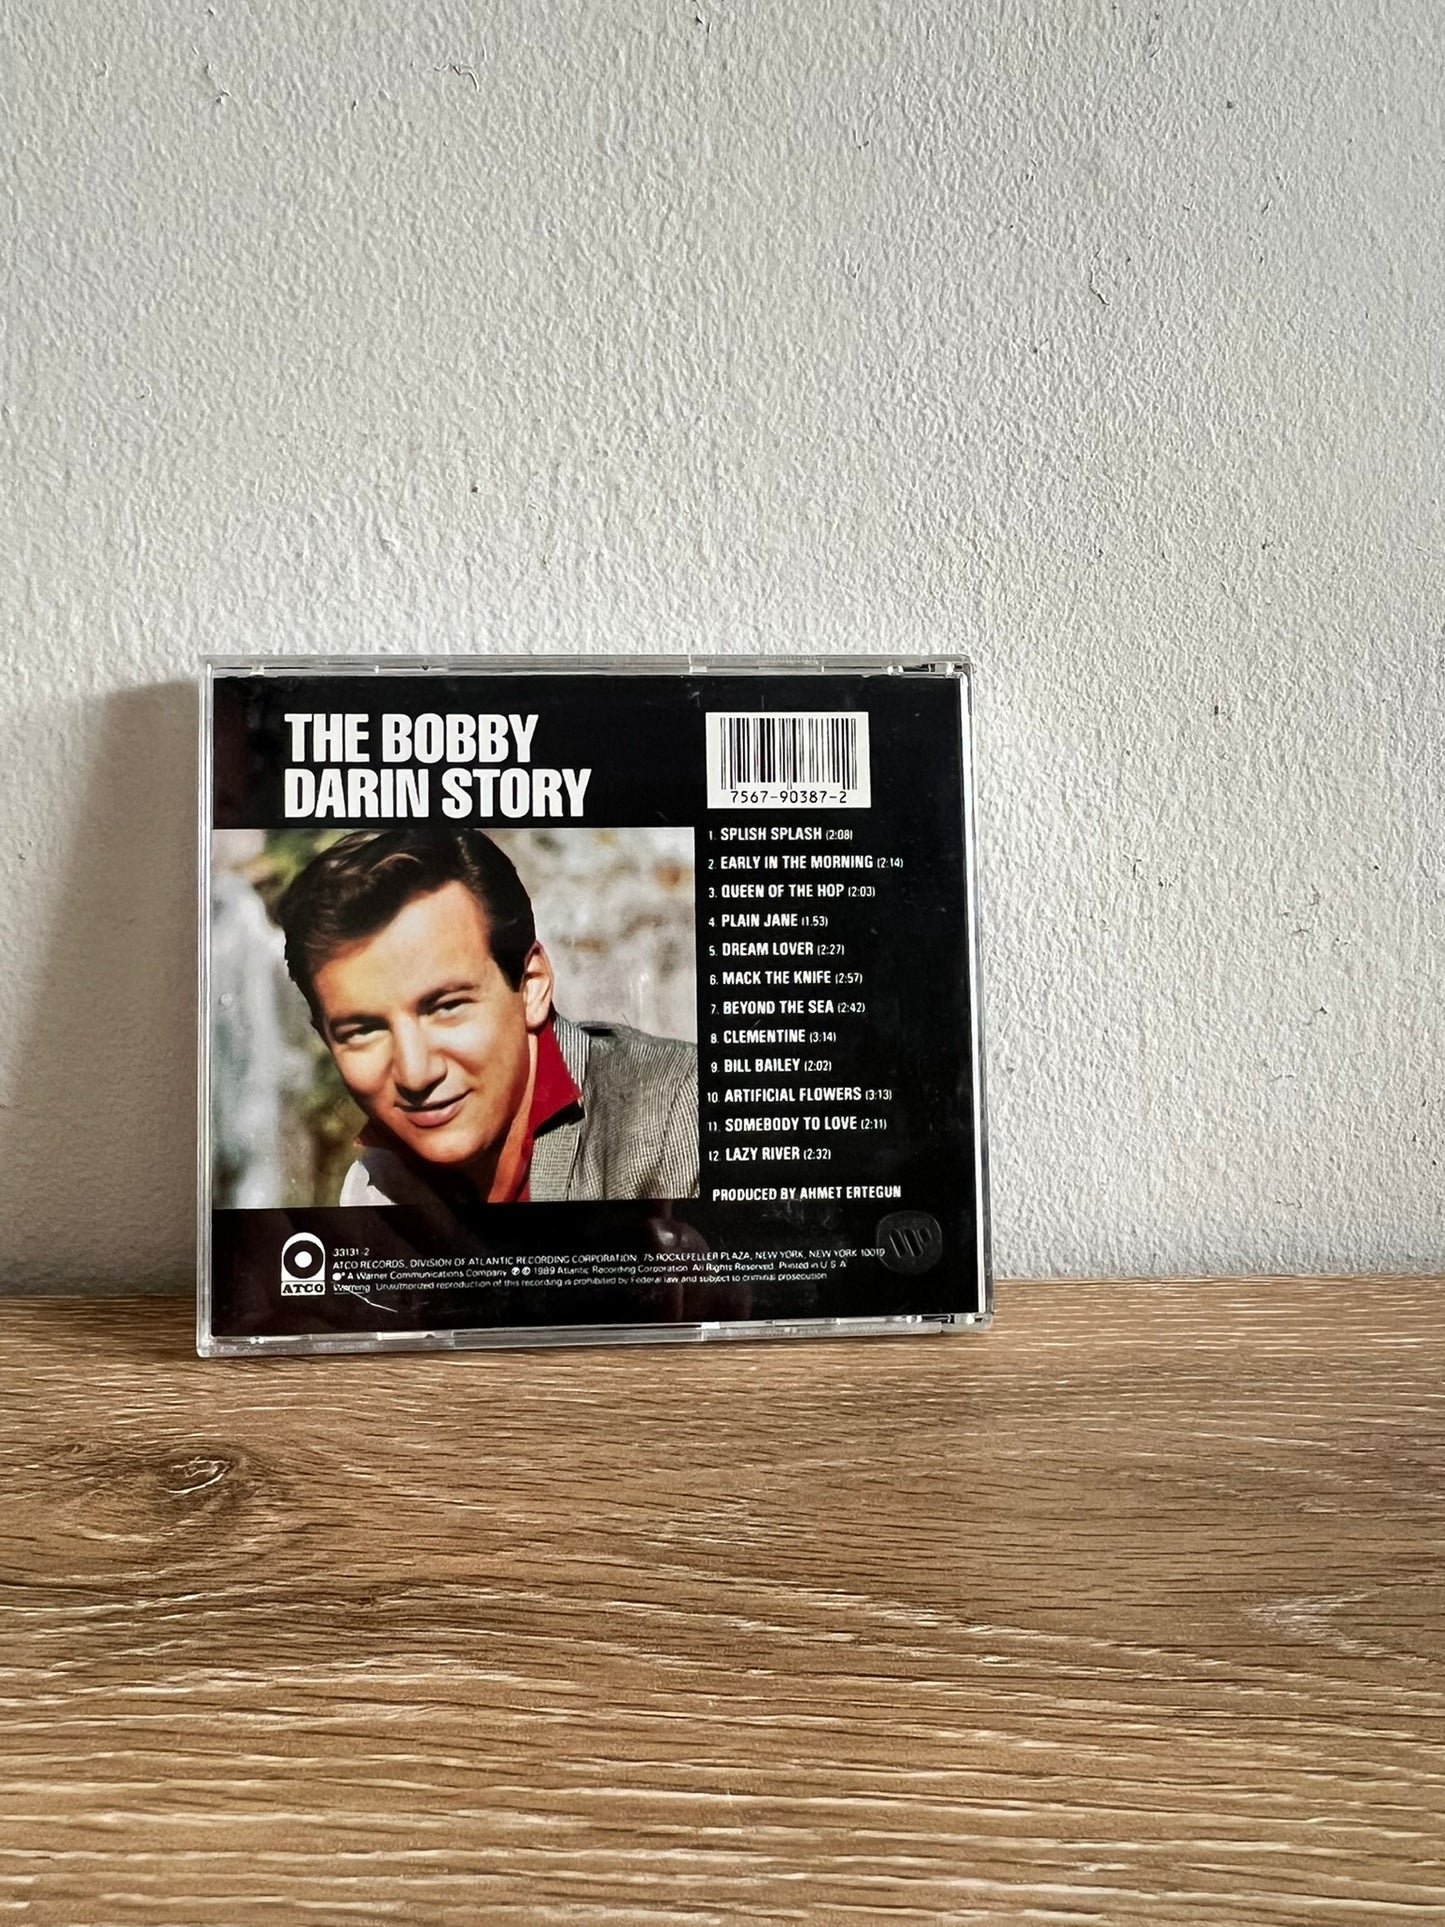 THE BOBBY
DARIN STORY
7567-90387-2
1. SPLISH SPLASH (2:08)
2. EARLY IN THE MORNING (2:14)
3. QUEEN OF THE HOP (2:03)
4. PLAIN JANE (1.53)
5. DREAM LOVER (2:27)
6. MACK THE KNIFE (2:57)
7. BEYOND THE SEA (2:42)
8. CLEMENTINE (3:14)
9. BILL BAILEY (2:02)
10. ARTIFICIAL FLOWERS (3:13)
11. SOMEBODY TO LOVE (2:11)
12. LAZY RIVER (2:32)
PRODUCED BY AHMET ERTEGUN
33131-2
ATCO RECORDS, DIVISION OF ATLANTIC RECORDING CORPORATION, 75 ROCKEFELLER PLAZA, NEW YORK, NEW YORK 10019
A Warner Communications Company ℗ © 1989 Atlantic Recording Corporation. All Rights Reserved. Printed in U.S.A.
Warning: Unauthorized reproduction of this recording is prohibited by Federal law and subject to criminal prosecution.
ATCO